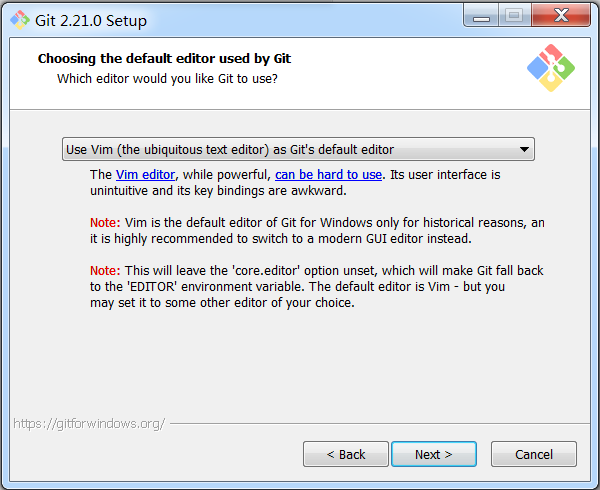 Git 2.21.0 Setup
Choosing the default editor used by Git
Which editor would you like Git to use?
Use Vim (the ubiquitous text editor) as Git's default editor
The Vim editor, while powerful, can be hard to use. Its user interface is
unintuitive and its key bindings are awkward.
Note: Vim is the default editor of Git for Windows only for historical reasons, an
it is highly recommended to switch to a modern GUI editor instead.
Note: This will leave the 'core.editor' option unset, which will make Git fall back
to the 'EDITOR' environment variable. The default editor is Vim - but you
may set it to some other editor of your choice.
https://gitforwindows.org/
< Back
Next >
Cancel